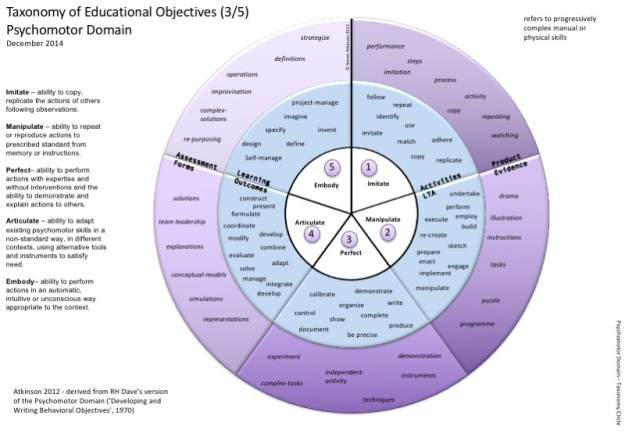 Taxonomy of Educational Objectives (3/5)
Psychomotor Domain
December 2014
refers to progressively
complex manual or
physical skills
Imitate – ability to copy,
replicate the actions of others
following observations.
Manipulate – ability to repeat
or reproduce actions to
prescribed standard from
memory or instructions.
Perfect– ability to perform
actions with expertise and
without interventions and the
ability to demonstrate and
explain actions to others.
Articulate – ability to adapt
existing psychomotor skills in a
non-standard way, in different
contexts, using alternative tools
and instruments to satisfy
need.
Embody– ability to perform
actions in an automatic,
intuitive or unconscious way
appropriate to the context.
Atkinson 2012 - derived from RH Dave's version
of the Psychomotor Domain ('Developing and
Writing Behavioral Objectives', 1970)
strategize
definitions
operations
improvisation
complex-
solutions
re-purposing
© Simon Atkinson 2012
performance
steps
imitation
process
activity
copy
repeating
watching
project-manage
imagine
specify
invent
design
define
Self-manage
follow
repeat
identify
use
imitate
match
adhere
copy
replicate
Assessment
Forms
Learning
Outcomes
Activities
LTA
Product
Evidence
5
Embody
1
Imitate
Articulate
4
Manipulate
2
3
Perfect
construct
present
formulate
coordinate
modify
develop
combine
evaluate
adapt
solve
manage
integrate
develop
undertake
perform
execute
employ
build
re-create
sketch
prepare
enact
engage
implement
manipulate
calibrate
demonstrate
organize
write
control
show
complete
document
produce
be precise
solutions
team leadership
explanations
conceptual-models
simulations
representations
drama
illustration
instructions
tasks
puzzle
programme
experiment
demonstration
independent-
activity
instruments
complex-tasks
techniques
Psychomotor Domain– Taxonomy Circle